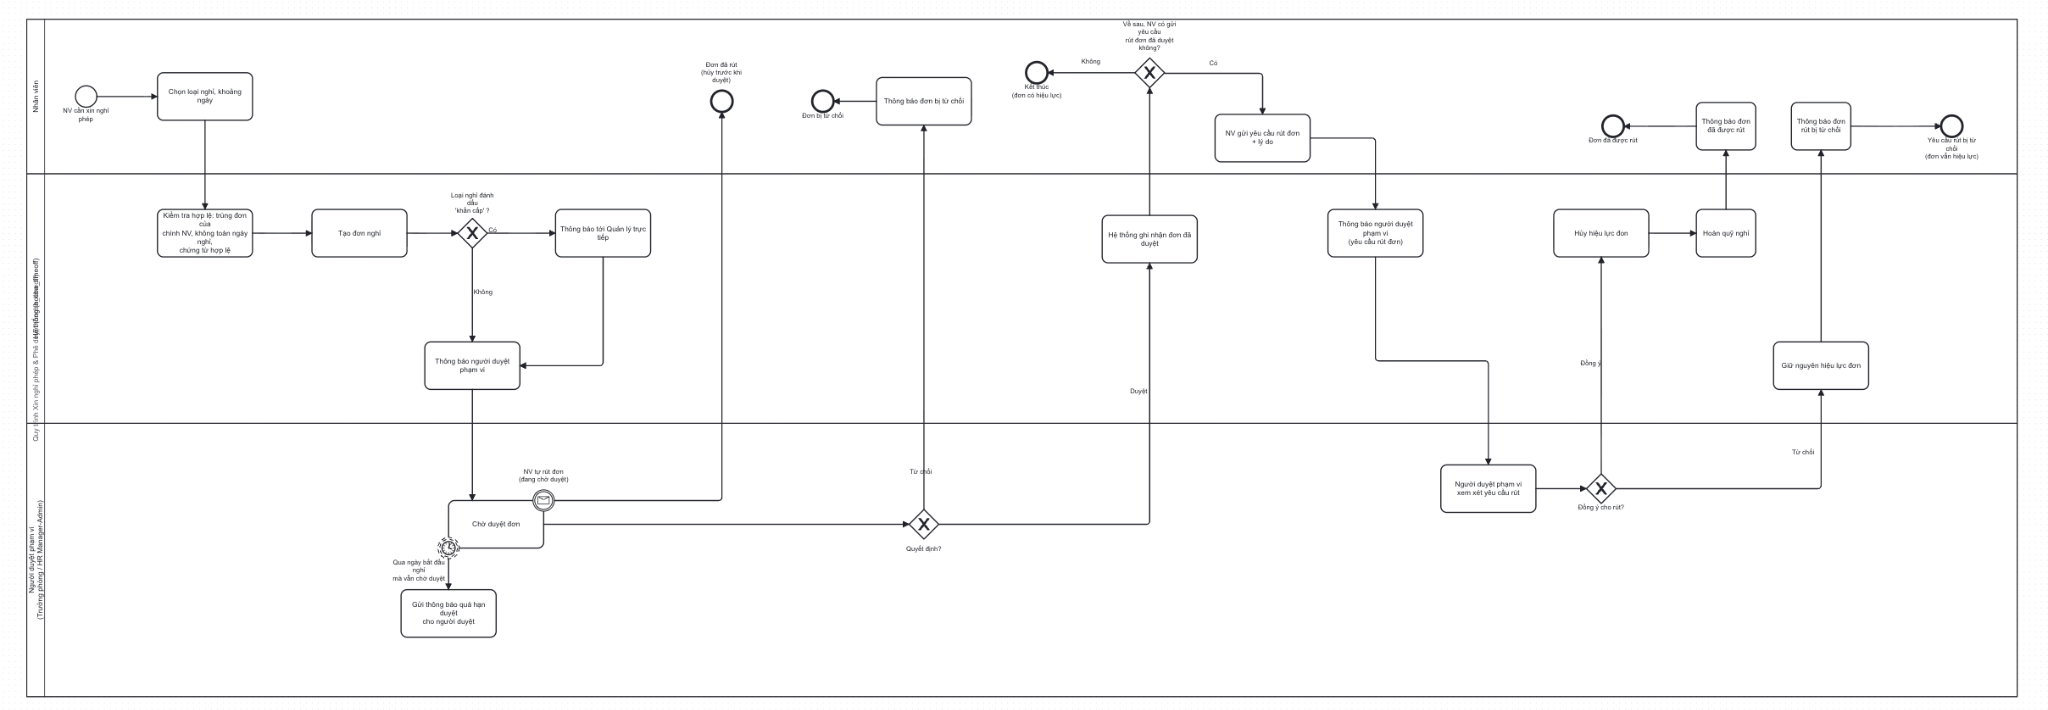 Nhân viên
NV cần xin nghỉ
phép
Chọn loại nghỉ, khoảng
ngày
Đơn đã rút
(hủy trước khi
duyệt)
Đơn bị từ chối
Thông báo đơn bị từ chối
Kết thúc
(đơn có hiệu lực)
Không
Về sau, NV có gửi
yêu cầu
rút đơn đã duyệt
không?
Có
NV gửi yêu cầu rút đơn
+ lý do
Đơn đã được rút
Thông báo đơn
đã được rút
Thông báo đơn
rút bị từ chối
Yêu cầu rút bị từ
chối
(đơn vẫn hiệu lực)
Quy trình Xin nghỉ phép & Phê
Kiểm tra hợp lệ: trùng đơn
của
chính NV, không toàn ngày
nghỉ,
chứng từ hợp lệ
Tạo đơn nghỉ
Loại nghỉ đánh
dấu
'khẩn cấp' ?
Có
Thông báo tới Quản lý trực
tiếp
Không
Thông báo người duyệt
phạm vi
Hệ thống ghi nhận đơn đã
duyệt
Duyệt
Thông báo người duyệt
phạm vi
(yêu cầu rút đơn)
Hủy hiệu lực đơn
Hoàn quỹ nghỉ
Đồng ý
Giữ nguyên hiệu lực đơn
Người duyệt phạm vi
(Trưởng phòng / HR Manager-Admin)
NV tự rút đơn
(đang chờ duyệt)
Chờ duyệt đơn
Qua ngày bắt đầu
nghỉ
mà vẫn chờ duyệt
Gửi thông báo quá hạn
duyệt
cho người duyệt
Từ chối
Quyết định?
Người duyệt phạm vi
xem xét yêu cầu rút
Đồng ý cho rút?
Từ chối